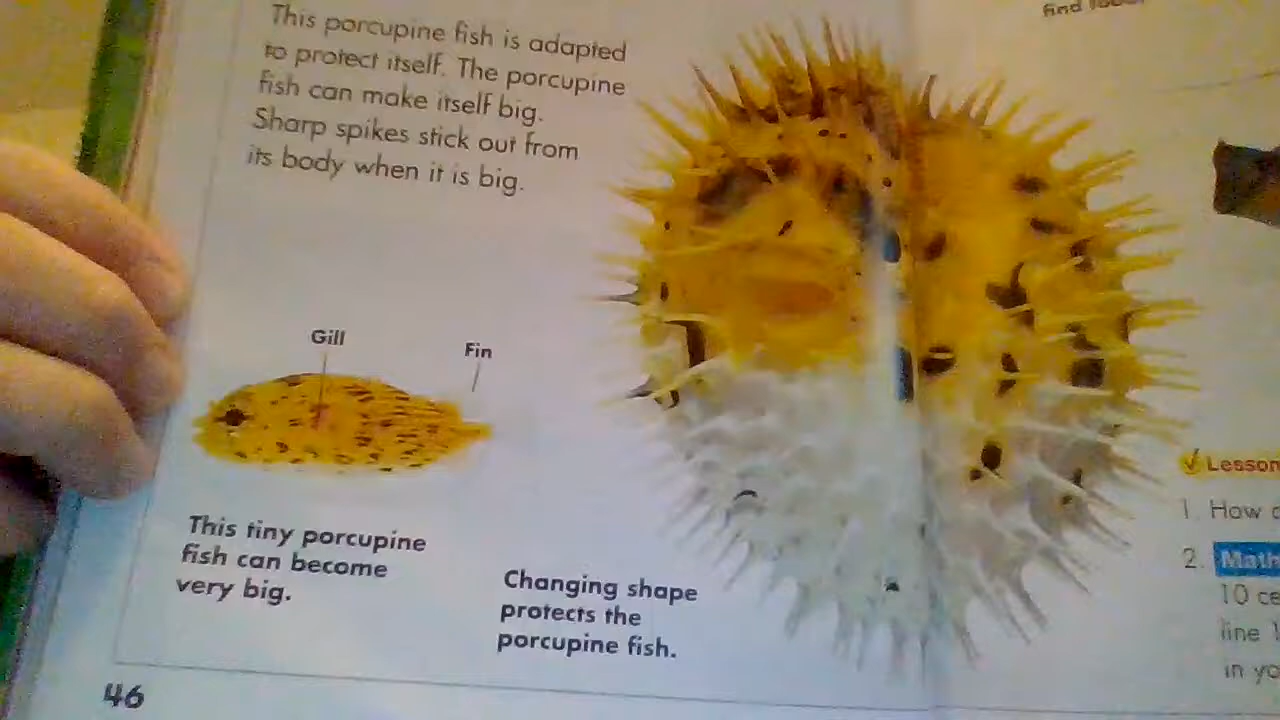 This porcupine fish is adapted
to protect itself. The porcupine
fish can make itself big.
Sharp spikes stick out from
its body when it is big.
Gill
Fin
This tiny porcupine
fish can become
very big.
Changing shape
protects the
porcupine fish.
46
find
Lesson
1. How
2. Math
10
line
in